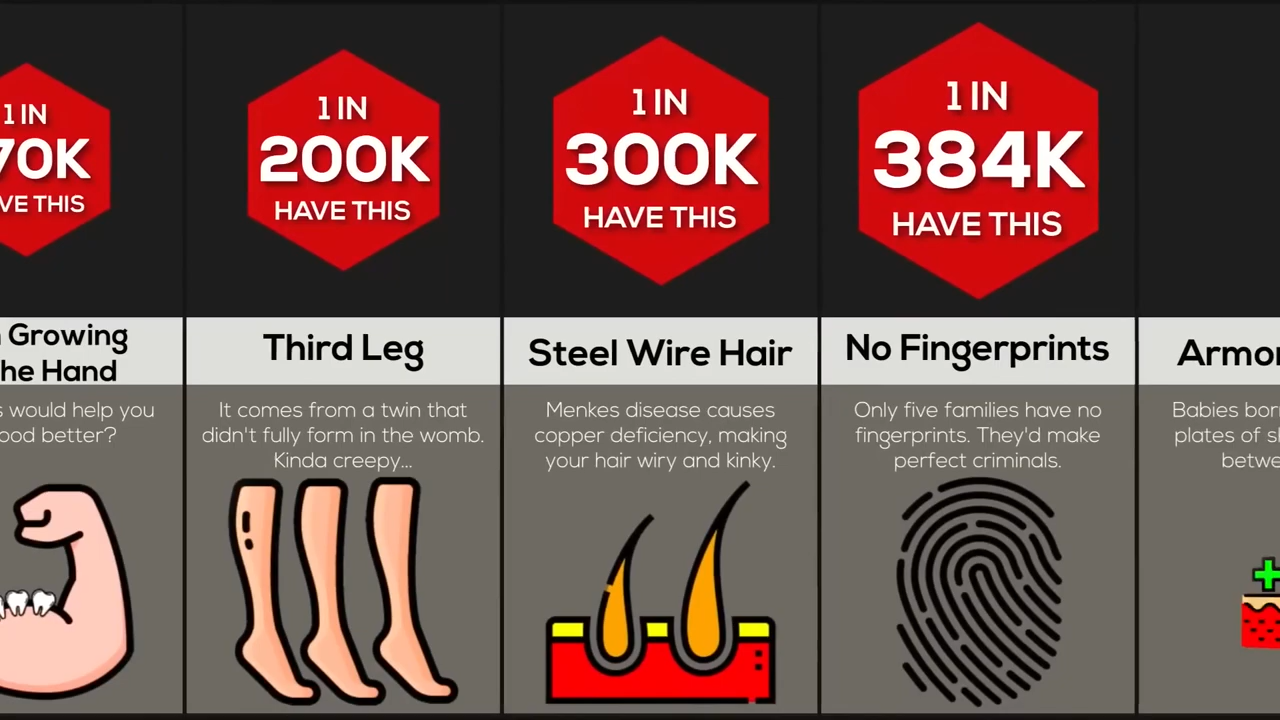 1 IN
70K
VE THIS
Growing
he Hand
s would help you
ood better?
1 IN
200K
HAVE THIS
Third Leg
It comes from a twin that
didn't fully form in the womb.
Kinda creepy...
1 IN
300K
HAVE THIS
Steel Wire Hair
Menkes disease causes
copper deficiency, making
your hair wiry and kinky.
1 IN
384K
HAVE THIS
No Fingerprints
Only five families have no
fingerprints. They'd make
perfect criminals.
Armor
Babies bor
plates of s
betwe